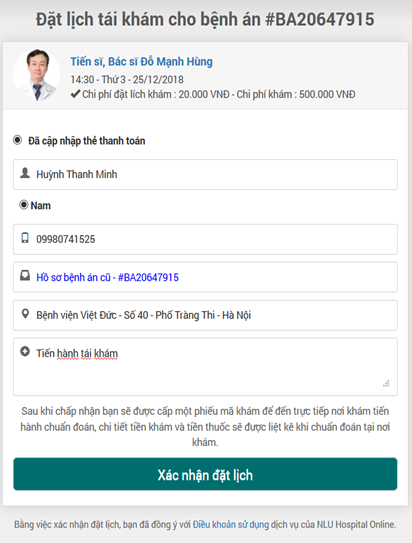 Đặt lịch tái khám cho bệnh án #BA20647915
Tiến sĩ, Bác sĩ Đỗ Mạnh Hùng
14:30 - Thứ 3 - 25/12/2018
Chi phí đặt lích khám : 20.000 VNĐ - Chi phí khám : 500.000 VNĐ
Đã cập nhập thẻ thanh toán
Huỳnh Thanh Minh
Nam
09980741525
Hồ sơ bệnh án cũ - #BA20647915
Bệnh viện Việt Đức - Số 40 - Phố Tràng Thi - Hà Nội
Tiến hành tái khám
Sau khi chấp nhận bạn sẽ được cấp một phiếu mã khám để đến trực tiếp nơi khám tiến
hành chuẩn đoán, chi tiết tiền khám và tiền thuốc sẽ được liệt kê khi chuẩn đoán tại nơi
khám.
Xác nhận đặt lịch
Bằng việc xác nhận đặt lịch, bạn đã đồng ý với Điều khoản sử dụng dịch vụ của NLU Hospital Online.